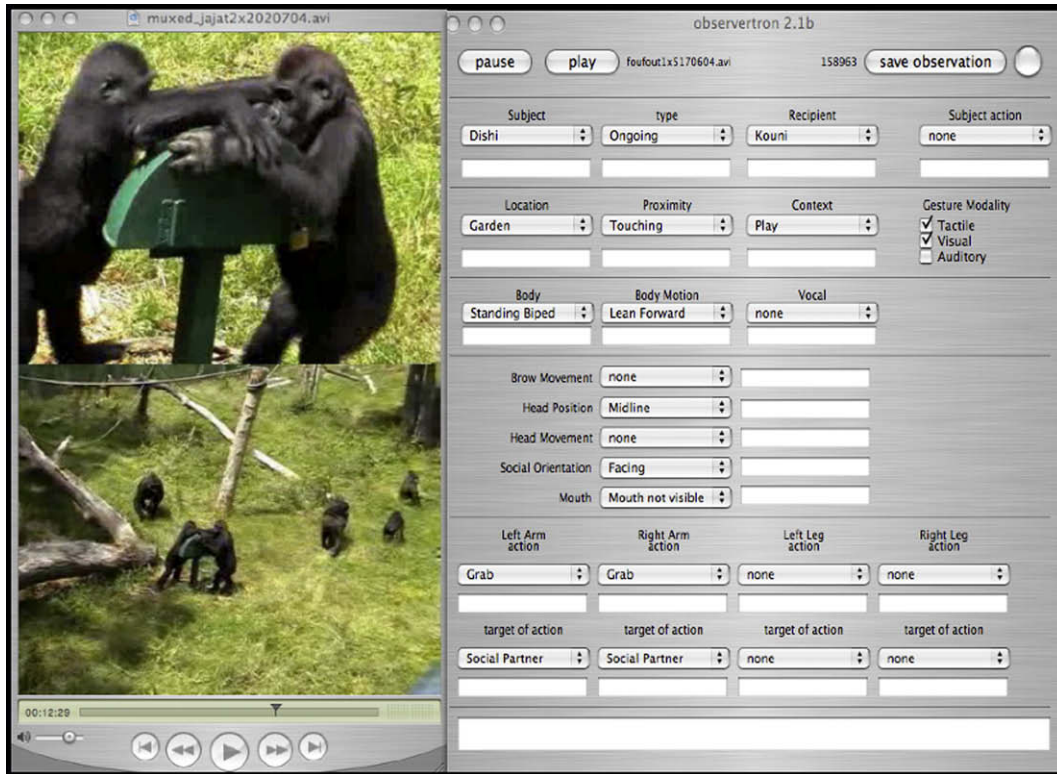 muxed_jajat2x2020704.avi
observertron 2.1b
pause play foufout1x5170604.avi 158963 save observation
Subject type Recipient Subject action
Dishi Ongoing Kouni none
Location Proximity Context Gesture Modality
Garden Touching Play Tactile
Visual
Auditory
Body Body Motion Vocal
Standing Biped Lean Forward none
Brow Movement none
Head Position Midline
Head Movement none
Social Orientation Facing
Mouth Mouth not visible
Left Arm Right Arm Left Leg Right Leg
action action action action
Grab Grab none none
target of action target of action target of action target of action
Social Partner Social Partner none none
00:12:29